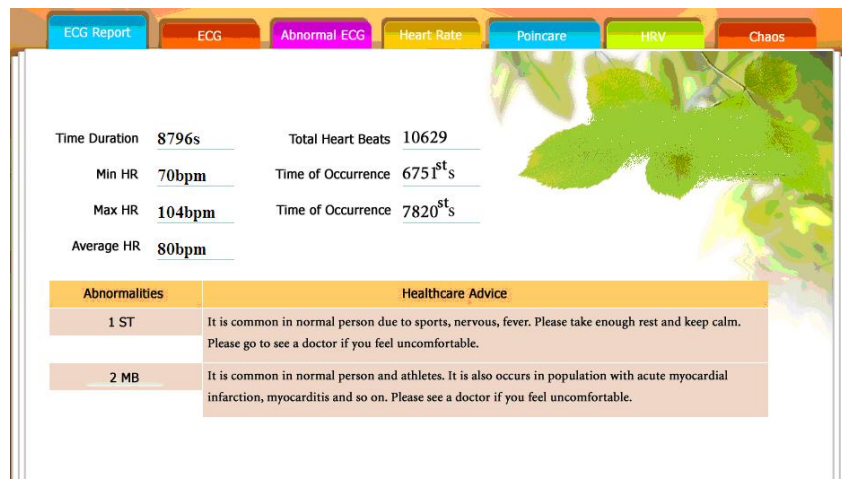 ECG Report ECG Abnormal ECG Heart Rate Poincare HRV Chaos
Time Duration 8796s Total Heart Beats 10629
Min HR 70bpm Time of Occurrence 6751st s
Max HR 104bpm Time of Occurrence 7820st s
Average HR 80bpm
Abnormalities Healthcare Advice
1 ST It is common in normal person due to sports, nervous, fever. Please take enough rest and keep calm.
Please go to see a doctor if you feel uncomfortable.
2 MB It is common in normal person and athletes. It is also occurs in population with acute myocardial
infarction, myocarditis and so on. Please see a doctor if you feel uncomfortable.